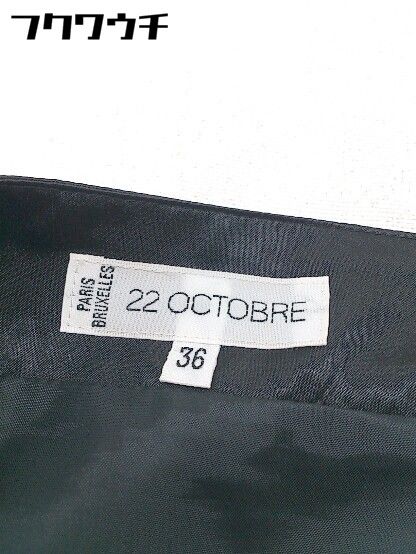 フクワウチ
PARIS
BRUXELLES
22 OCTOBRE
36